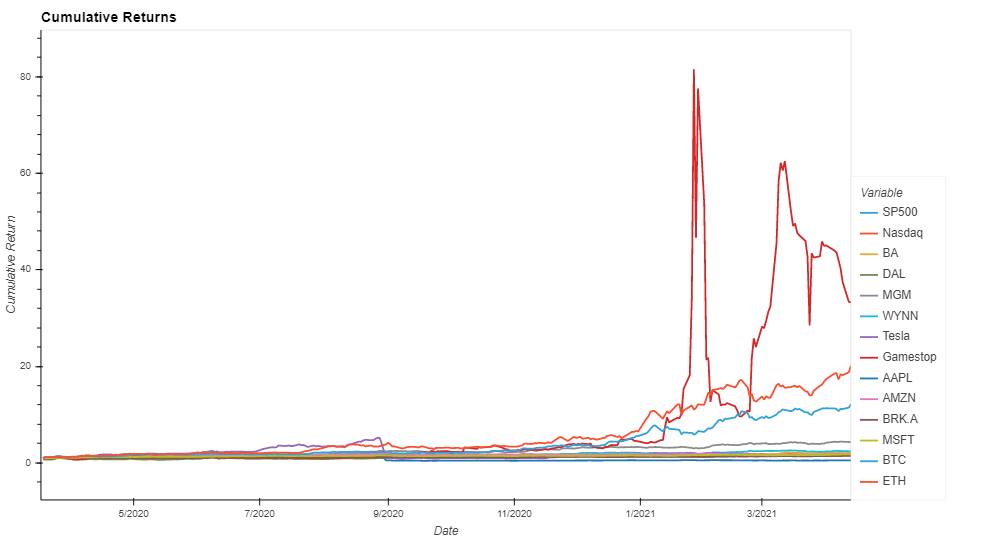 Cumulative Returns
80
60
40
20
0
Cumulative Return
5/2020 7/2020 9/2020 11/2020 1/2021 3/2021
Date
Variable
SP500
Nasdaq
BA
DAL
MGM
WYNN
Tesla
Gamestop
AAPL
AMZN
BRK.A
MSFT
BTC
ETH